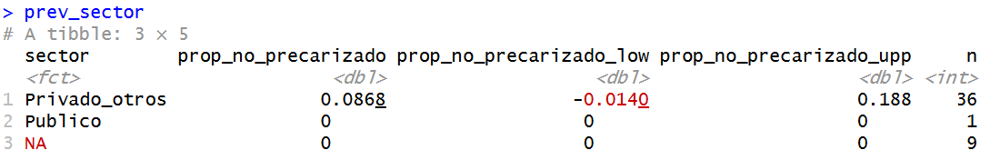 > prev_sector
# A tibble: 3 × 5
sector prop_no_precarizado prop_no_precarizado_low prop_no_precarizado_upp n
<fct> <dbl> <dbl> <dbl> <int>
1 Privado_otros 0.0868 -0.0140 0.188 36
2 Publico 0 0 0 1
3 NA 0 0 0 9